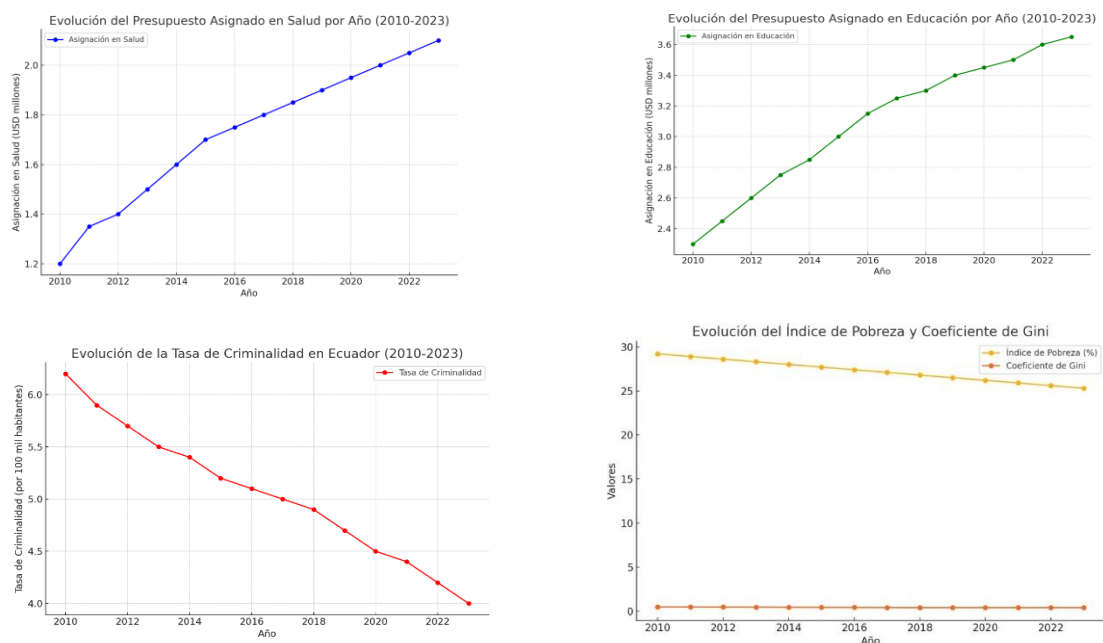 Evolución del Presupuesto Asignado en Salud por Año (2010-2023)
Asignación en Salud
Asignación en Salud (USD millones)
2.0
1.8
1.6
1.4
1.2
2010 2012 2014 2016 2018 2020 2022
Año
Evolución del Presupuesto Asignado en Educación por Año (2010-2023)
Asignación en Educación
Asignación en Educación (USD millones)
3.6
3.4
3.2
3.0
2.8
2.6
2.4
2010 2012 2014 2016 2018 2020 2022
Año
Evolución de la Tasa de Criminalidad en Ecuador (2010-2023)
Tasa de Criminalidad
Tasa de Criminalidad (por 100 mil habitantes)
6.0
5.5
5.0
4.5
4.0
2010 2012 2014 2016 2018 2020 2022
Año
Evolución del Índice de Pobreza y Coeficiente de Gini
Índice de Pobreza (%)
Coeficiente de Gini
Valores
30
25
20
15
10
5
0
2010 2012 2014 2016 2018 2020 2022
Año